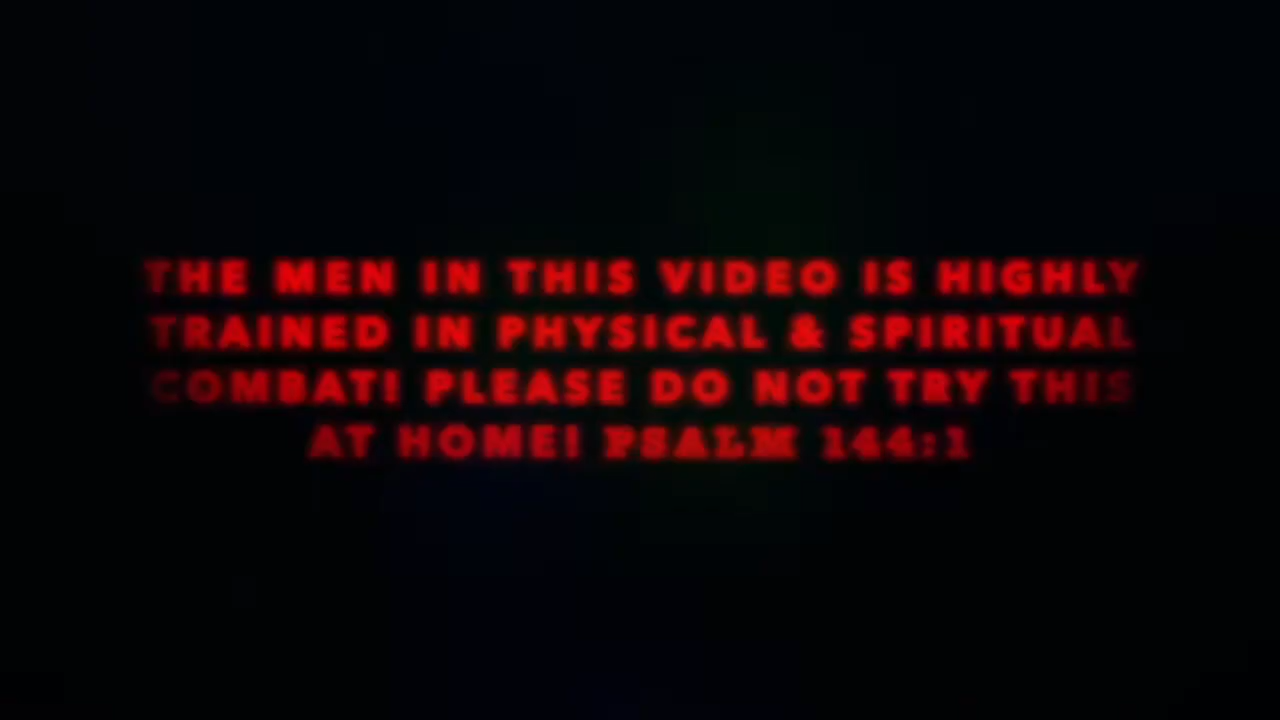 THE MEN IN THIS VIDEO IS HIGHLY
TRAINED IN PHYSICAL & SPIRITUAL
COMBAT! PLEASE DO NOT TRY THIS
AT HOME! PSALM 144:1